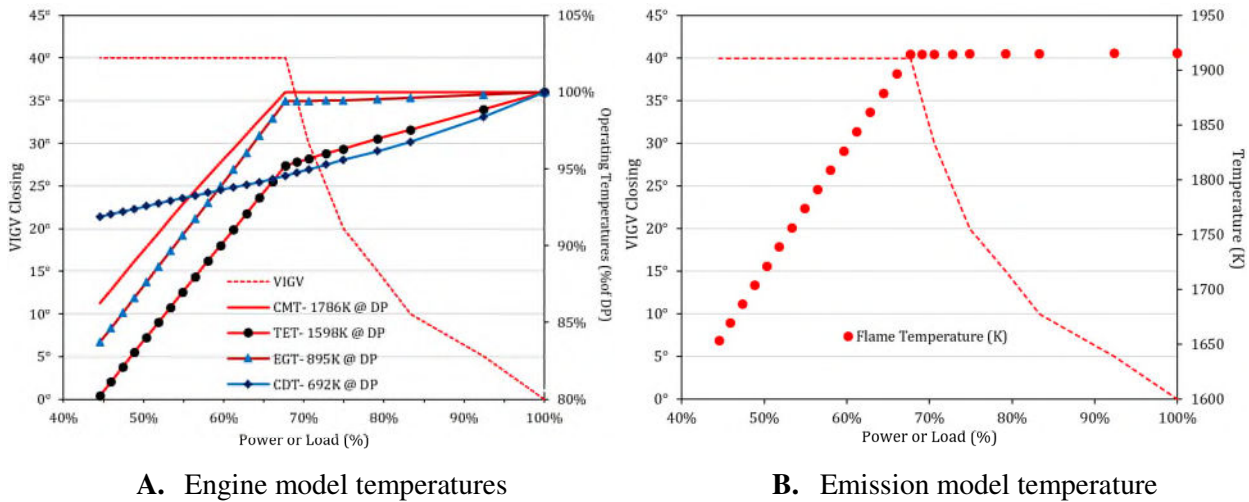 45°
40°
35°
30°
25°
20°
15°
10°
5°
0°
VIGV Closing
105%
100%
95%
90%
85%
80%
Operating Temperatures (%of DP)
VIGV
CMT- 1786K @ DP
TET- 1598K @ DP
EGT- 895K @ DP
CDT- 692K @ DP
40% 50% 60% 70% 80% 90% 100%
Power or Load (%)
A. Engine model temperatures
45°
40°
35°
30°
25°
20°
15°
10°
5°
0°
VIGV Closing
1950
1900
1850
1800
1750
1700
1650
1600
Temperature (K)
Flame Temperature (K)
40% 50% 60% 70% 80% 90% 100%
Power or Load (%)
B. Emission model temperature